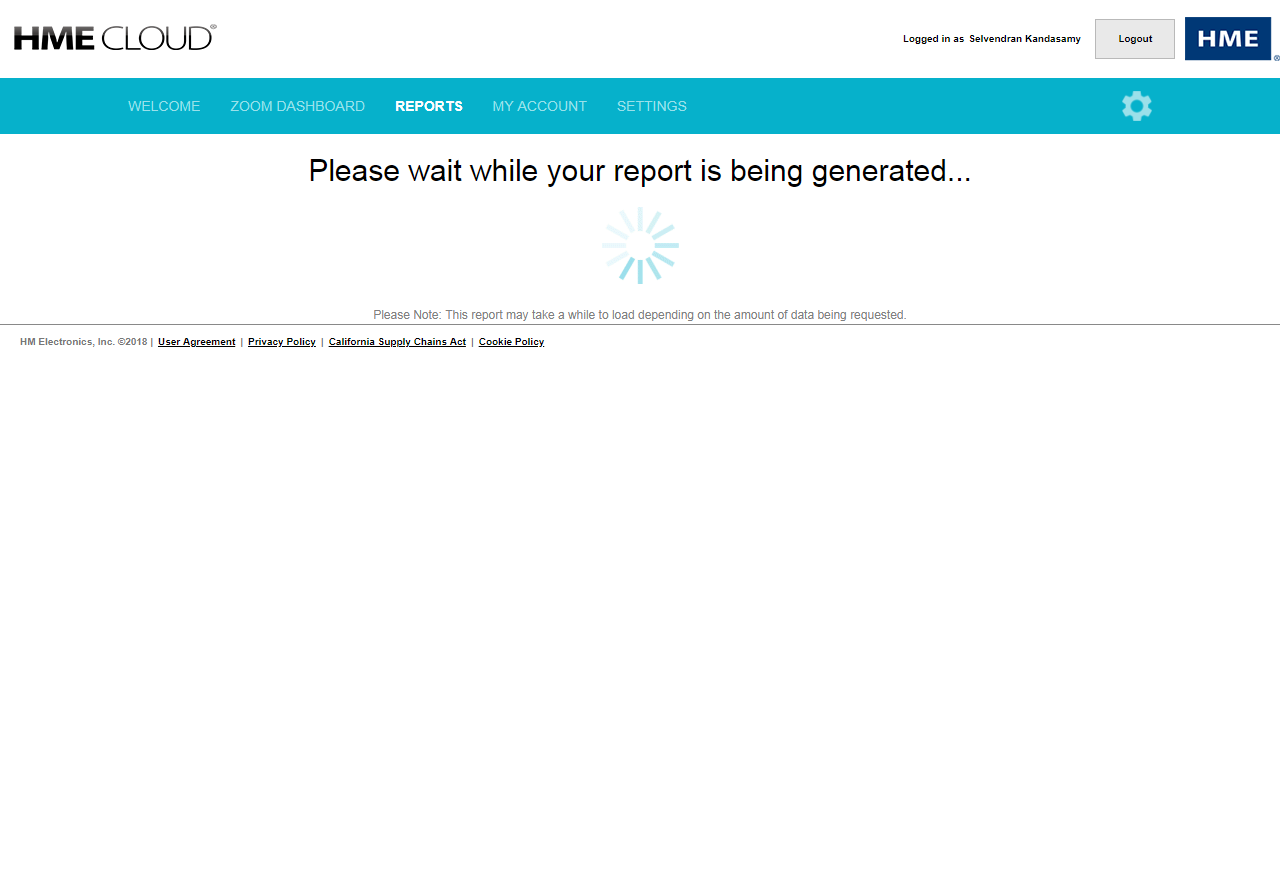 HME CLOUD®
Logged in as Selvendran Kandasamy
Logout
HME®
WELCOME ZOOM DASHBOARD REPORTS MY ACCOUNT SETTINGS
Please wait while your report is being generated...
Please Note: This report may take a while to load depending on the amount of data being requested.
HM Electronics, Inc. ©2018 | User Agreement | Privacy Policy | California Supply Chains Act | Cookie Policy